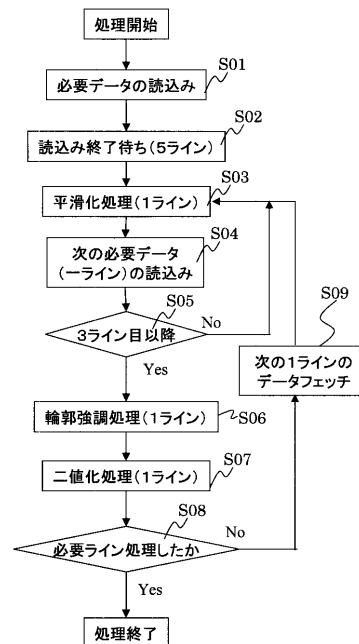 処理開始
S01
必要データの読込み
S02
読込み終了待ち(5ライン)
S03
平滑化処理(1ライン)
S04
次の必要データ
(一ライン)の読込み
S05
3ライン目以降
No
Yes
S09
次の1ラインの
データフェッチ
輪郭強調処理(1ライン)
S06
S07
二値化処理(1ライン)
S08
必要ライン処理したか
No
Yes
処理終了